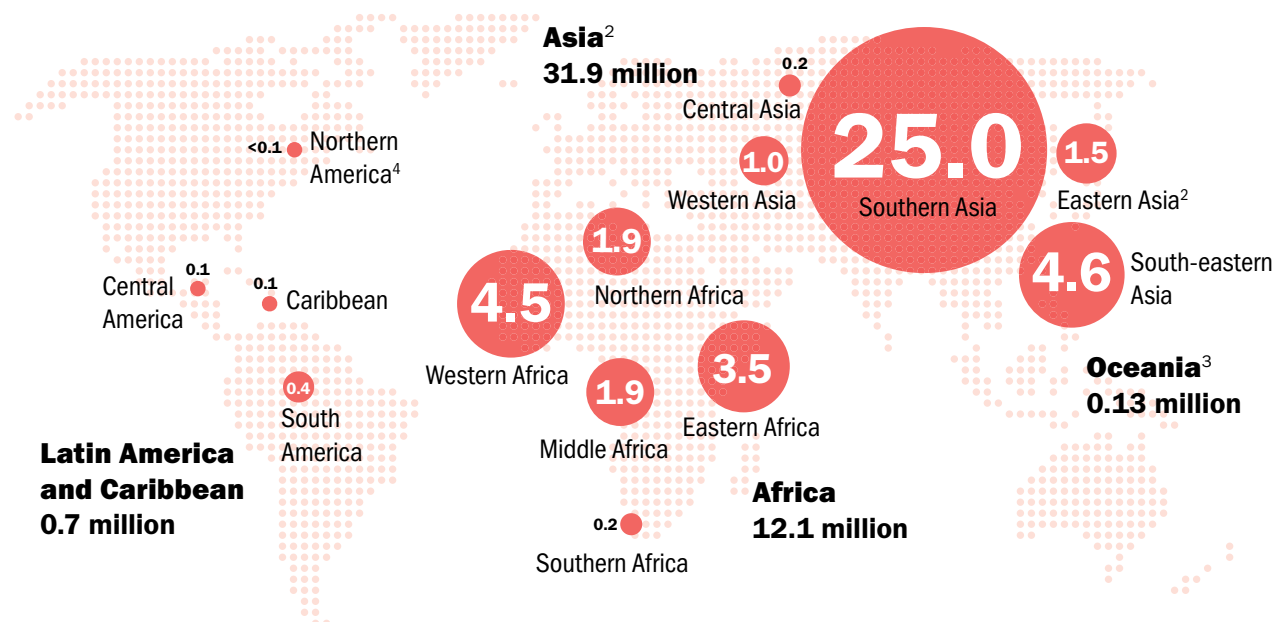 Asia²
31.9 million
0.2
Central Asia
25.0
Southern Asia
1.0
Western Asia
1.5
Eastern Asia²
4.6
South-eastern
Asia
<0.1
Northern
America⁴
0.1
Central
America
0.1
Caribbean
0.4
South
America
Latin America
and Caribbean
0.7 million
1.9
Northern Africa
4.5
Western Africa
1.9
Middle Africa
3.5
Eastern Africa
0.2
Southern Africa
Africa
12.1 million
Oceania³
0.13 million